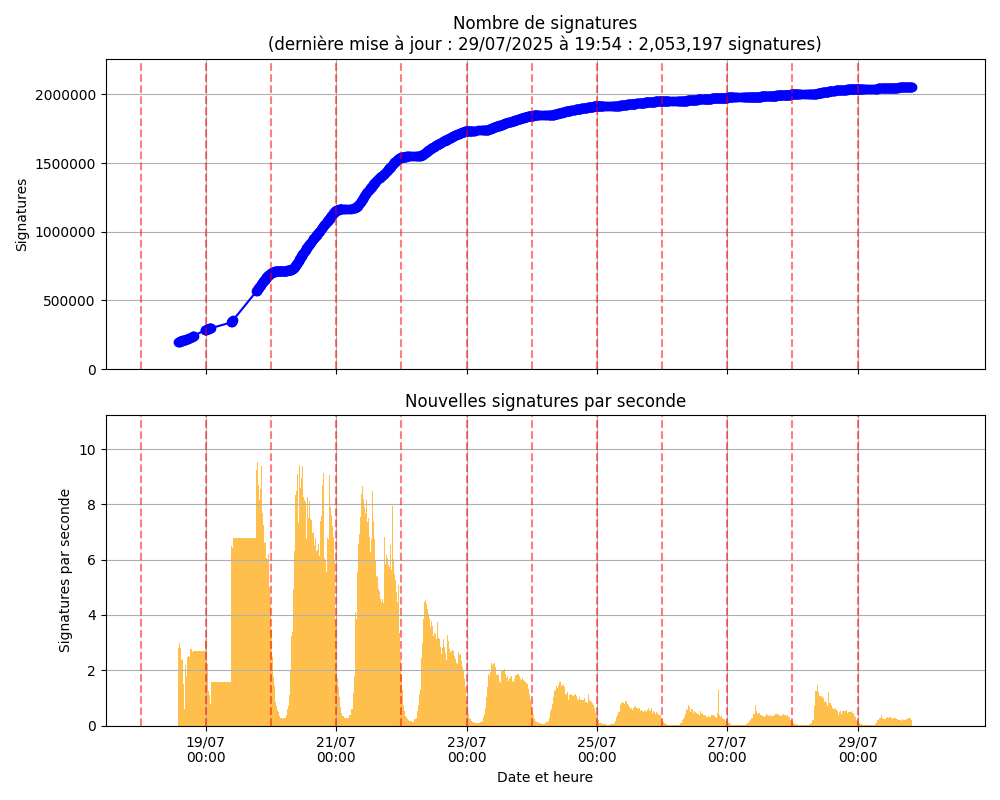 Nombre de signatures
(dernière mise à jour : 29/07/2025 à 19:54 : 2,053,197 signatures)
2000000
1500000
1000000
500000
0
Signatures
Nouvelles signatures par seconde
10
8
6
4
2
0
Signatures par seconde
19/07 21/07 23/07 25/07 27/07 29/07
00:00 00:00 00:00 00:00 00:00 00:00
Date et heure